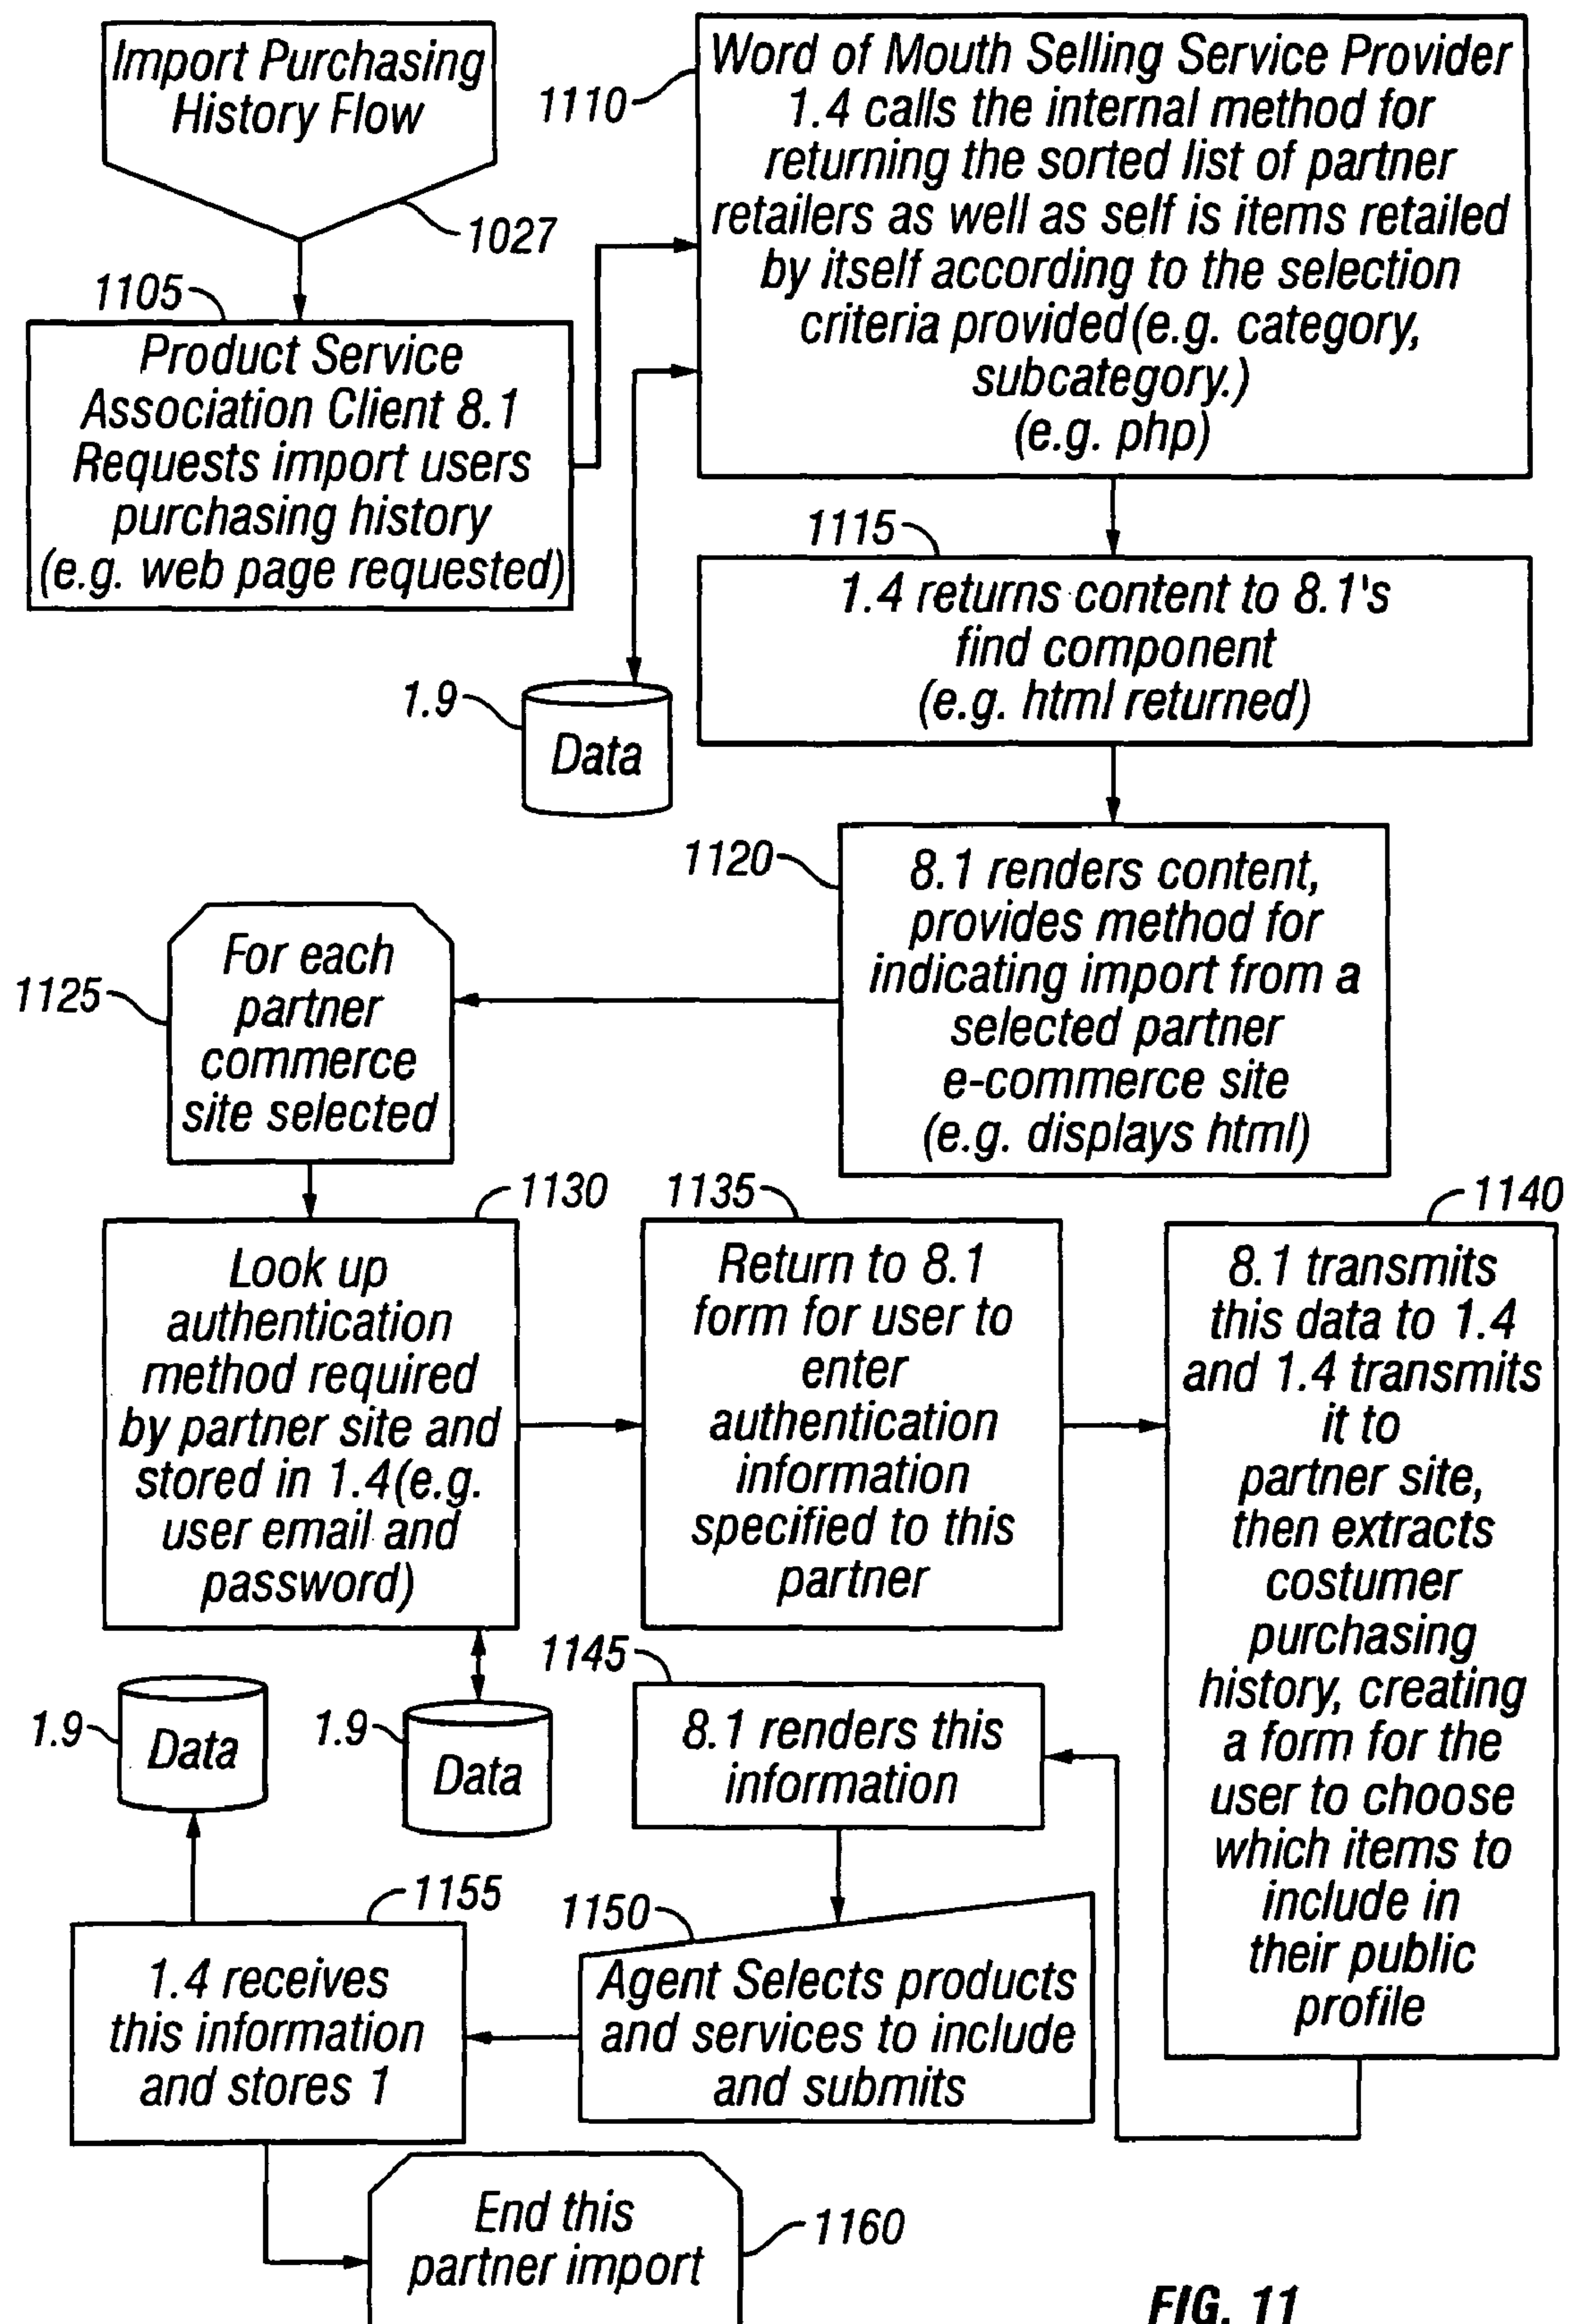 Import Purchasing
History Flow
1027
1105
Product Service
Association Client 8.1
Requests import users
purchasing history
(e.g. web page requested)
1110
Word of Mouth Selling Service Provider
1.4 calls the internal method for
returning the sorted list of partner
retailers as well as self is items retailed
by itself according to the selection
criteria provided(e.g. category,
subcategory.)
(e.g. php)
1.9
Data
1115
1.4 returns content to 8.1's
find component
(e.g. html returned)
1120
8.1 renders content,
provides method for
indicating import from a
selected partner
e-commerce site
(e.g. displays html)
1125
For each
partner
commerce
site selected
1130
Look up
authentication
method required
by partner site and
stored in 1.4(e.g.
user email and
password)
1.9
Data
1135
Return to 8.1
form for user to
enter
authentication
information
specified to this
partner
1140
8.1 transmits
this data to 1.4
and 1.4 transmits
it to
partner site,
then extracts
costumer
purchasing
history, creating
a form for the
user to choose
which items to
include in
their public
profile
1145
8.1 renders this
information
1150
Agent Selects products
and services to include
and submits
1155
1.4 receives
this information
and stores 1
1.9
Data
End this
partner import
1160
FIG. 11